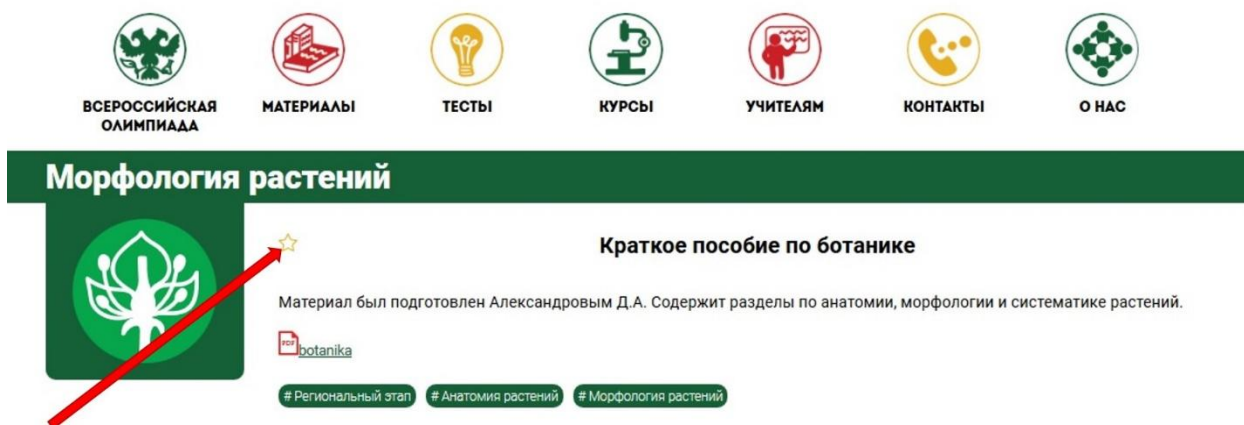 ВСЕРОССИЙСКАЯ
ОЛИМПИАДА
МАТЕРИАЛЫ
ТЕСТЫ
КУРСЫ
УЧИТЕЛЯМ
КОНТАКТЫ
О НАС
Морфология растений
Краткое пособие по ботанике
Материал был подготовлен Александровым Д.А. Содержит разделы по анатомии, морфологии и систематике растений.
PDF botanika
# Региональный этап # Анатомия растений # Морфология растений